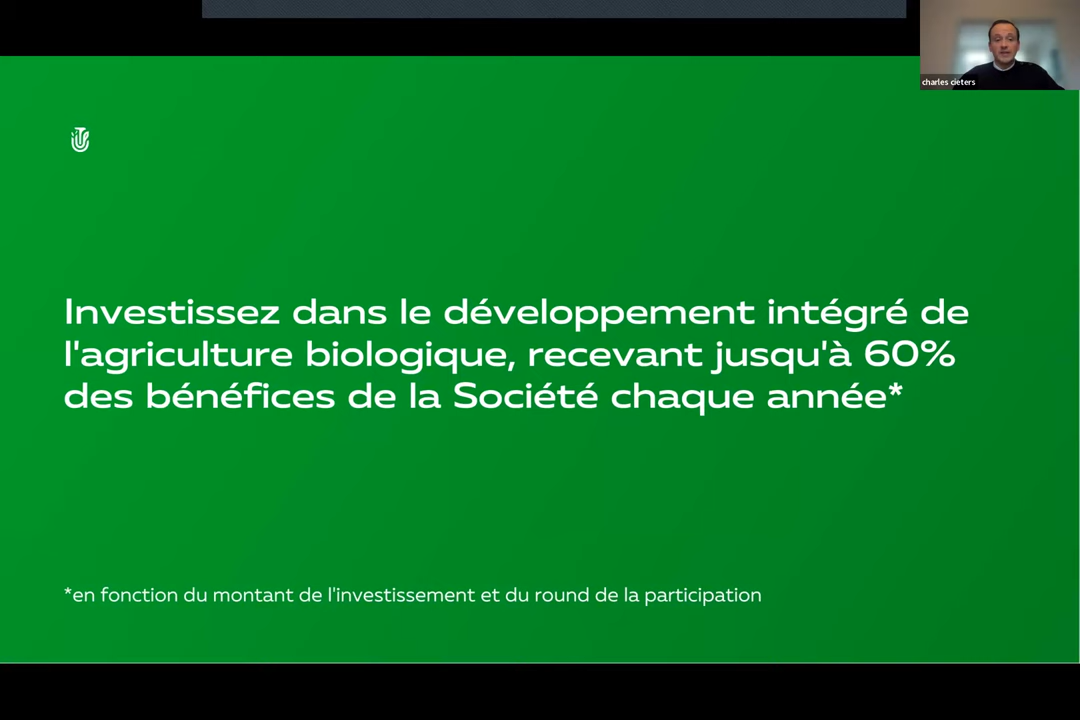 charles cieters
Investissez dans le développement intégré de
l'agriculture biologique, recevant jusqu'à 60%
des bénéfices de la Société chaque année*
*en fonction du montant de l'investissement et du round de la participation